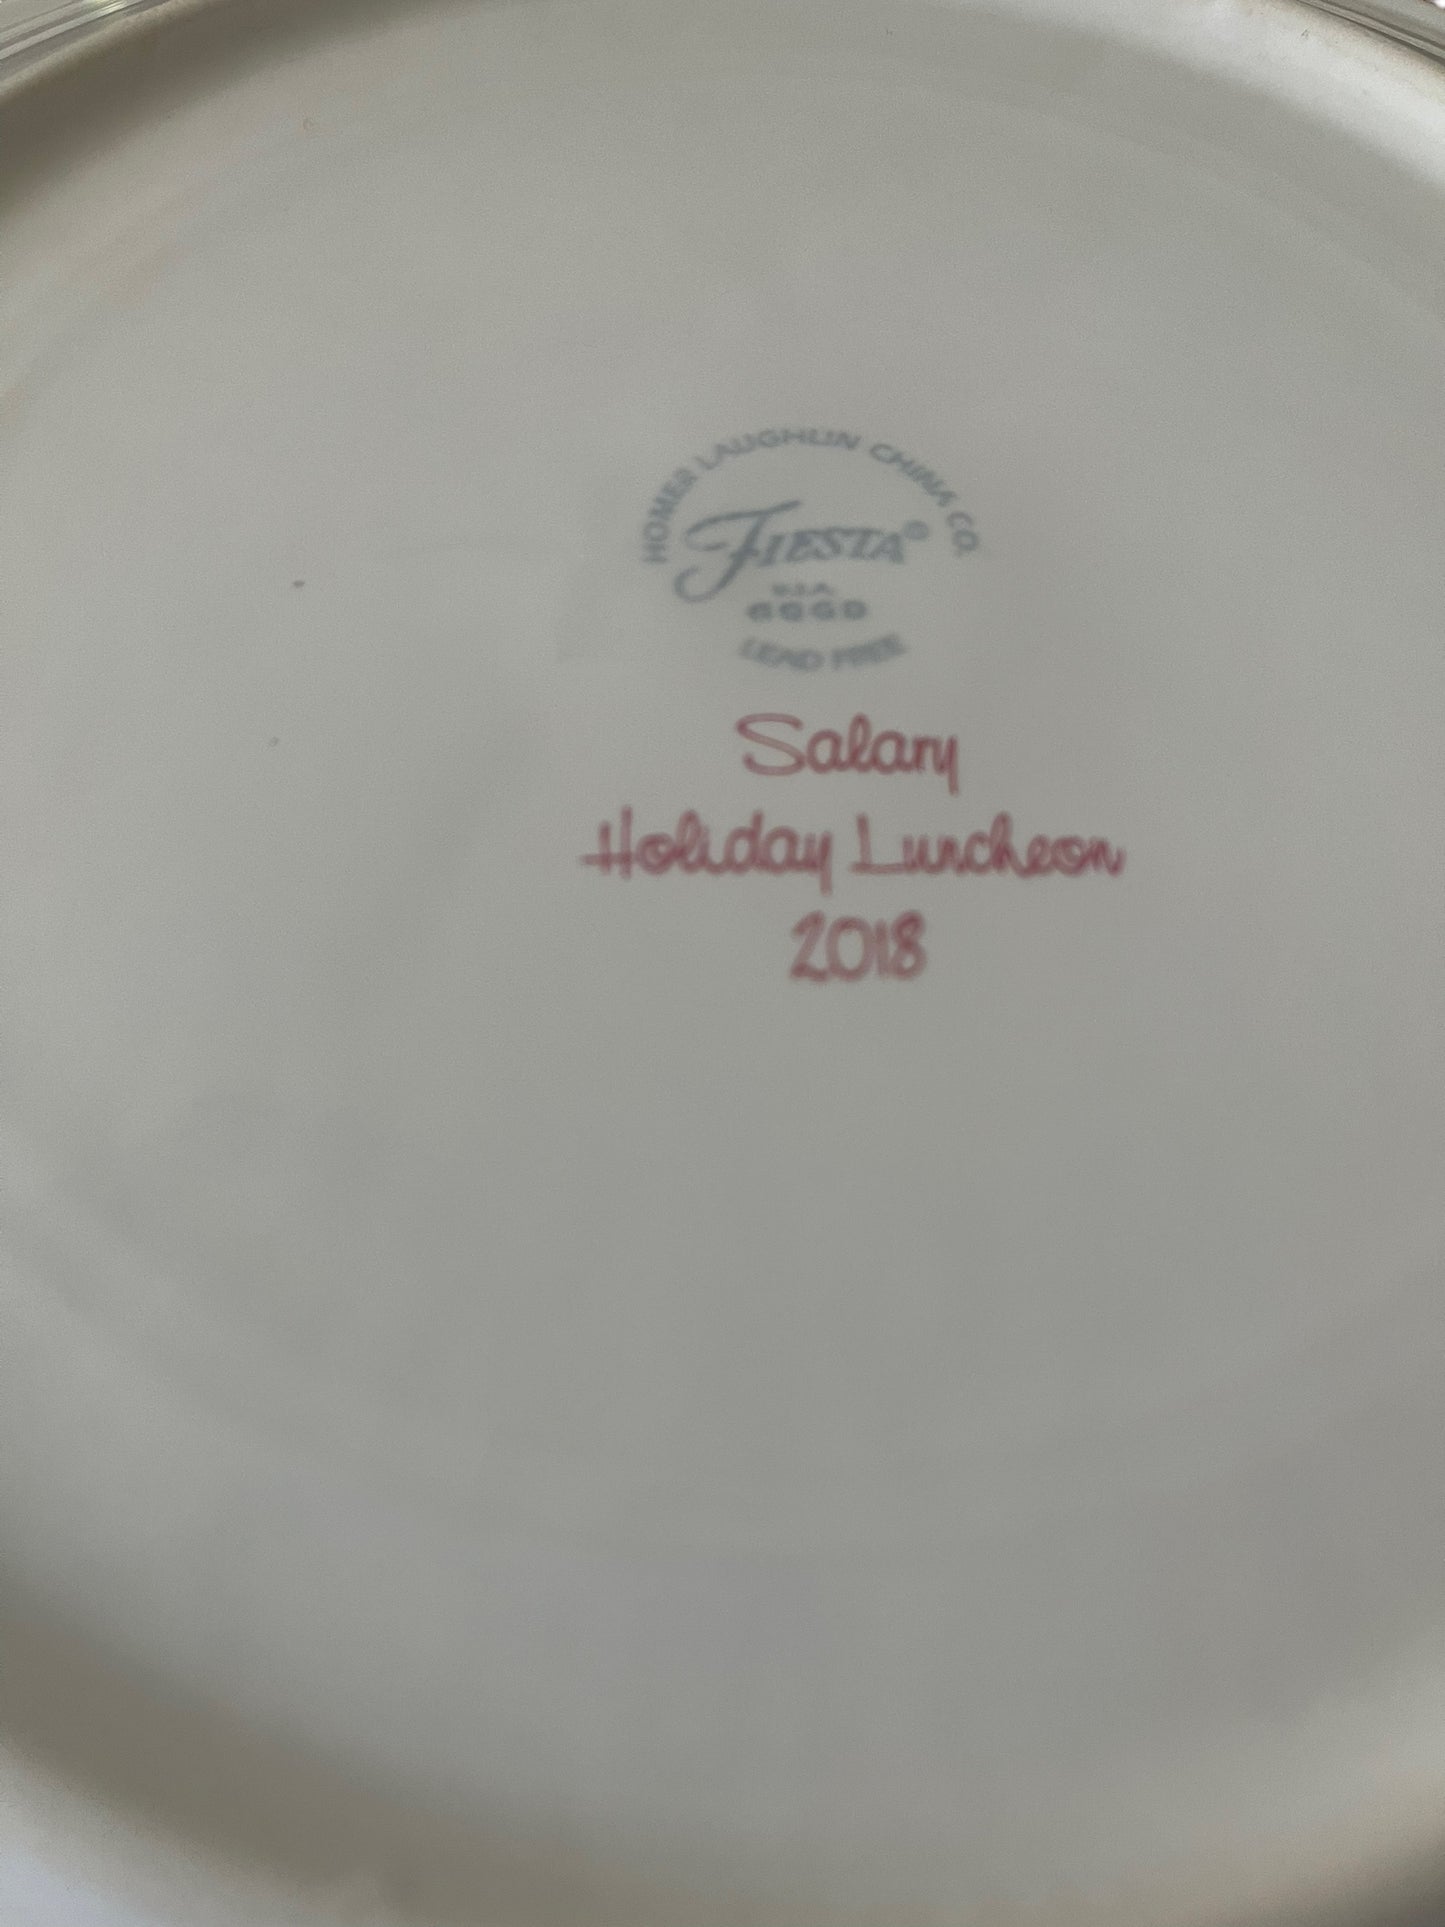 HOMER LAUGHLIN CHINA CO.
FIESTA®
U.S.A.
LEAD FREE
Salary
Holiday Luncheon
2018